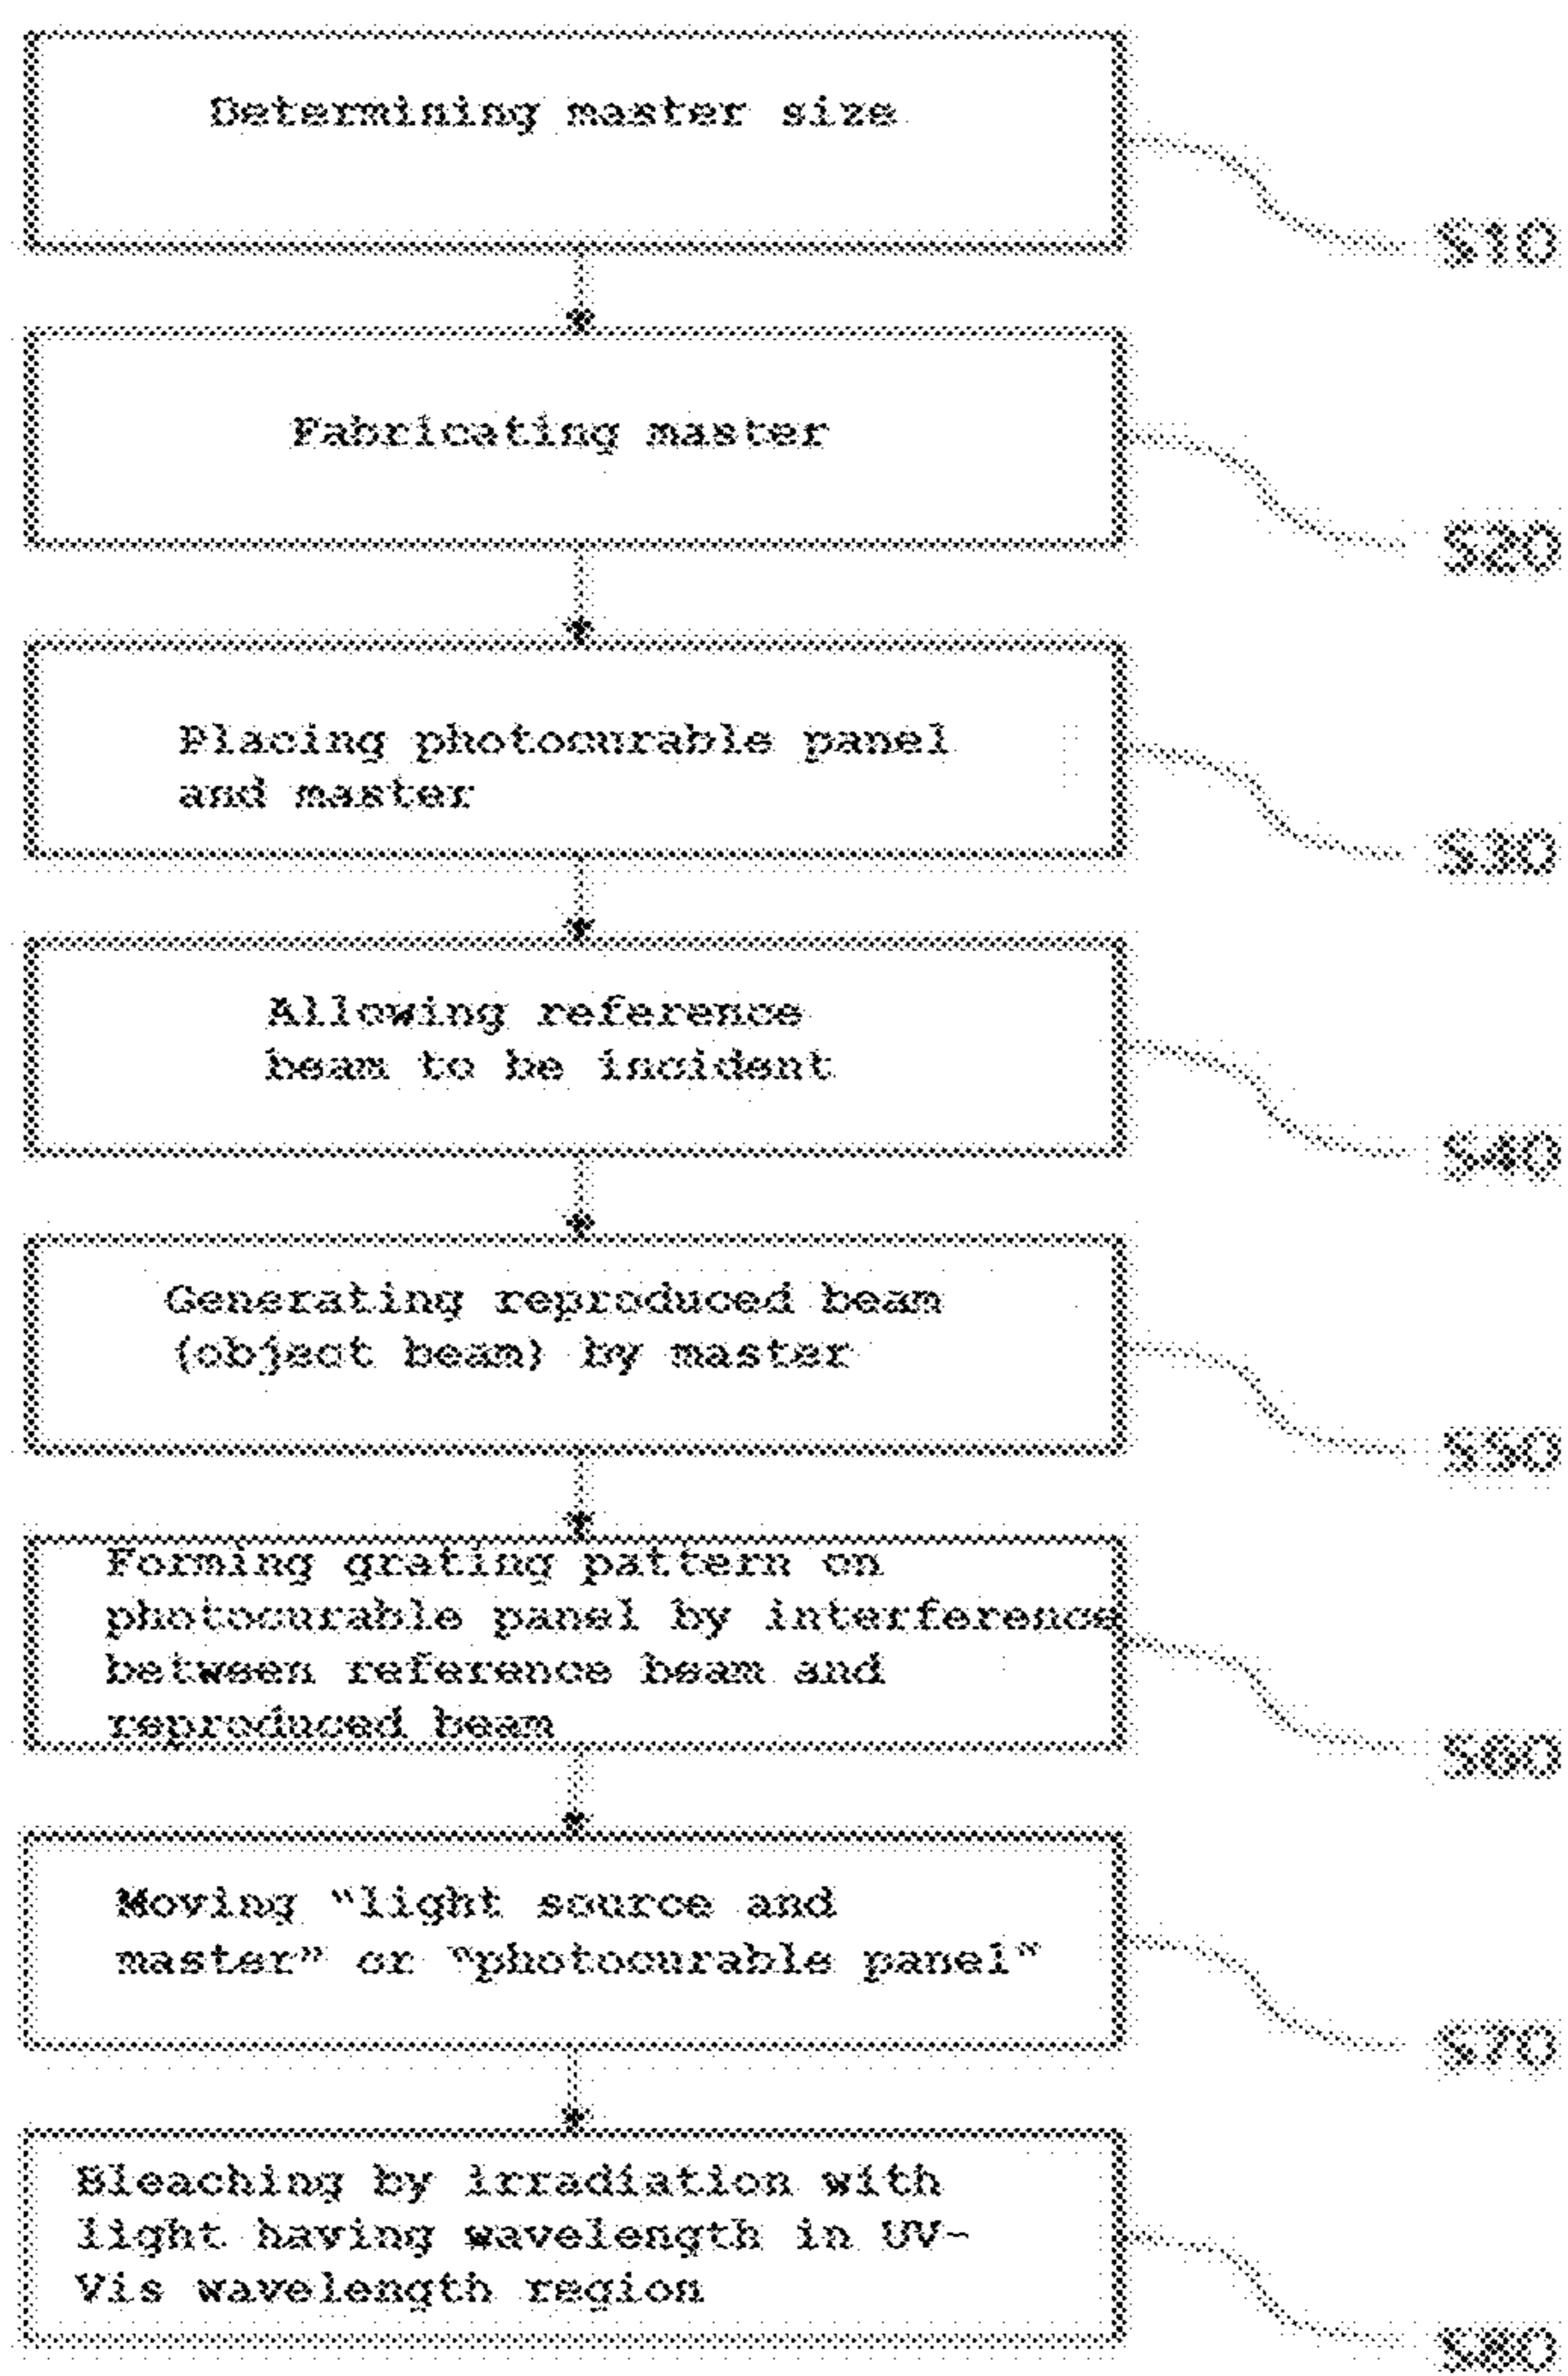 Determining master size
S10
Fabricating master
S20
Placing photocurable panel
and master
S30
Allowing reference
beam to be incident
S40
Generating reproduced beam
(object beam) by master
S50
Forming grating pattern on
photocurable panel by interference
between reference beam and
reproduced beam
S60
Moving “light source and
master” or “photocurable panel“
S70
Bleaching by irradiation with
light having wavelength in UV-
Vis wavelength region
S80